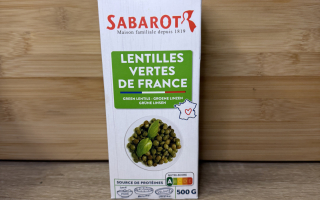 SABAROT
Maison familiale depuis 1819
LENTILLES
VERTES
DE FRANCE
GREEN LENTILS - GROENE LINZEN
GRÜNE LINSEN
SOURCE DE PROTÉINES
500 G